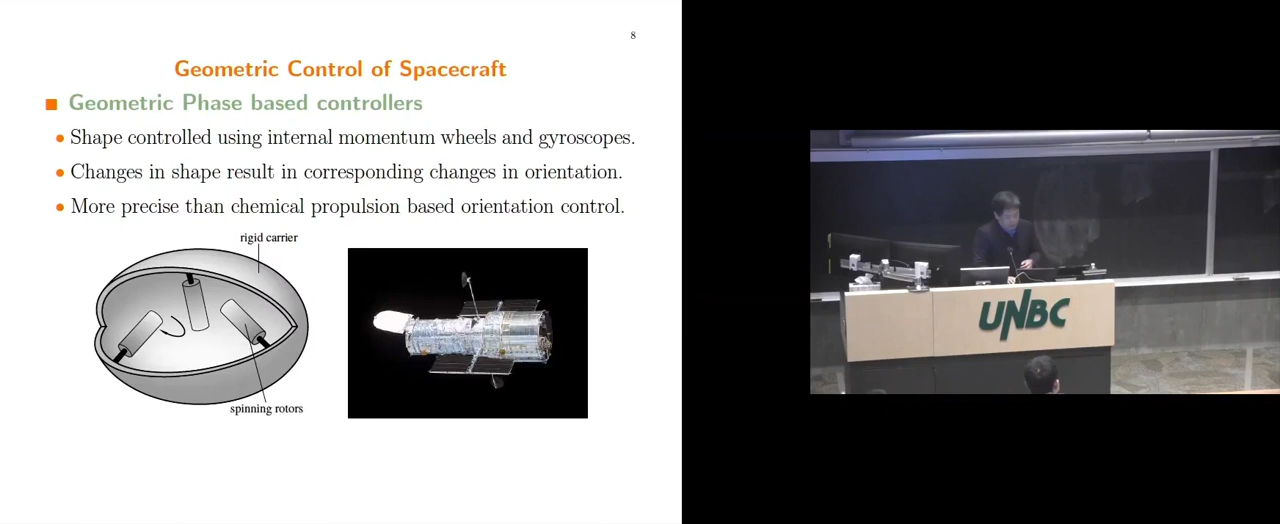 8
Geometric Control of Spacecraft
Geometric Phase based controllers
Shape controlled using internal momentum wheels and gyroscopes.
Changes in shape result in corresponding changes in orientation.
More precise than chemical propulsion based orientation control.
rigid carrier
spinning rotors
UNBC